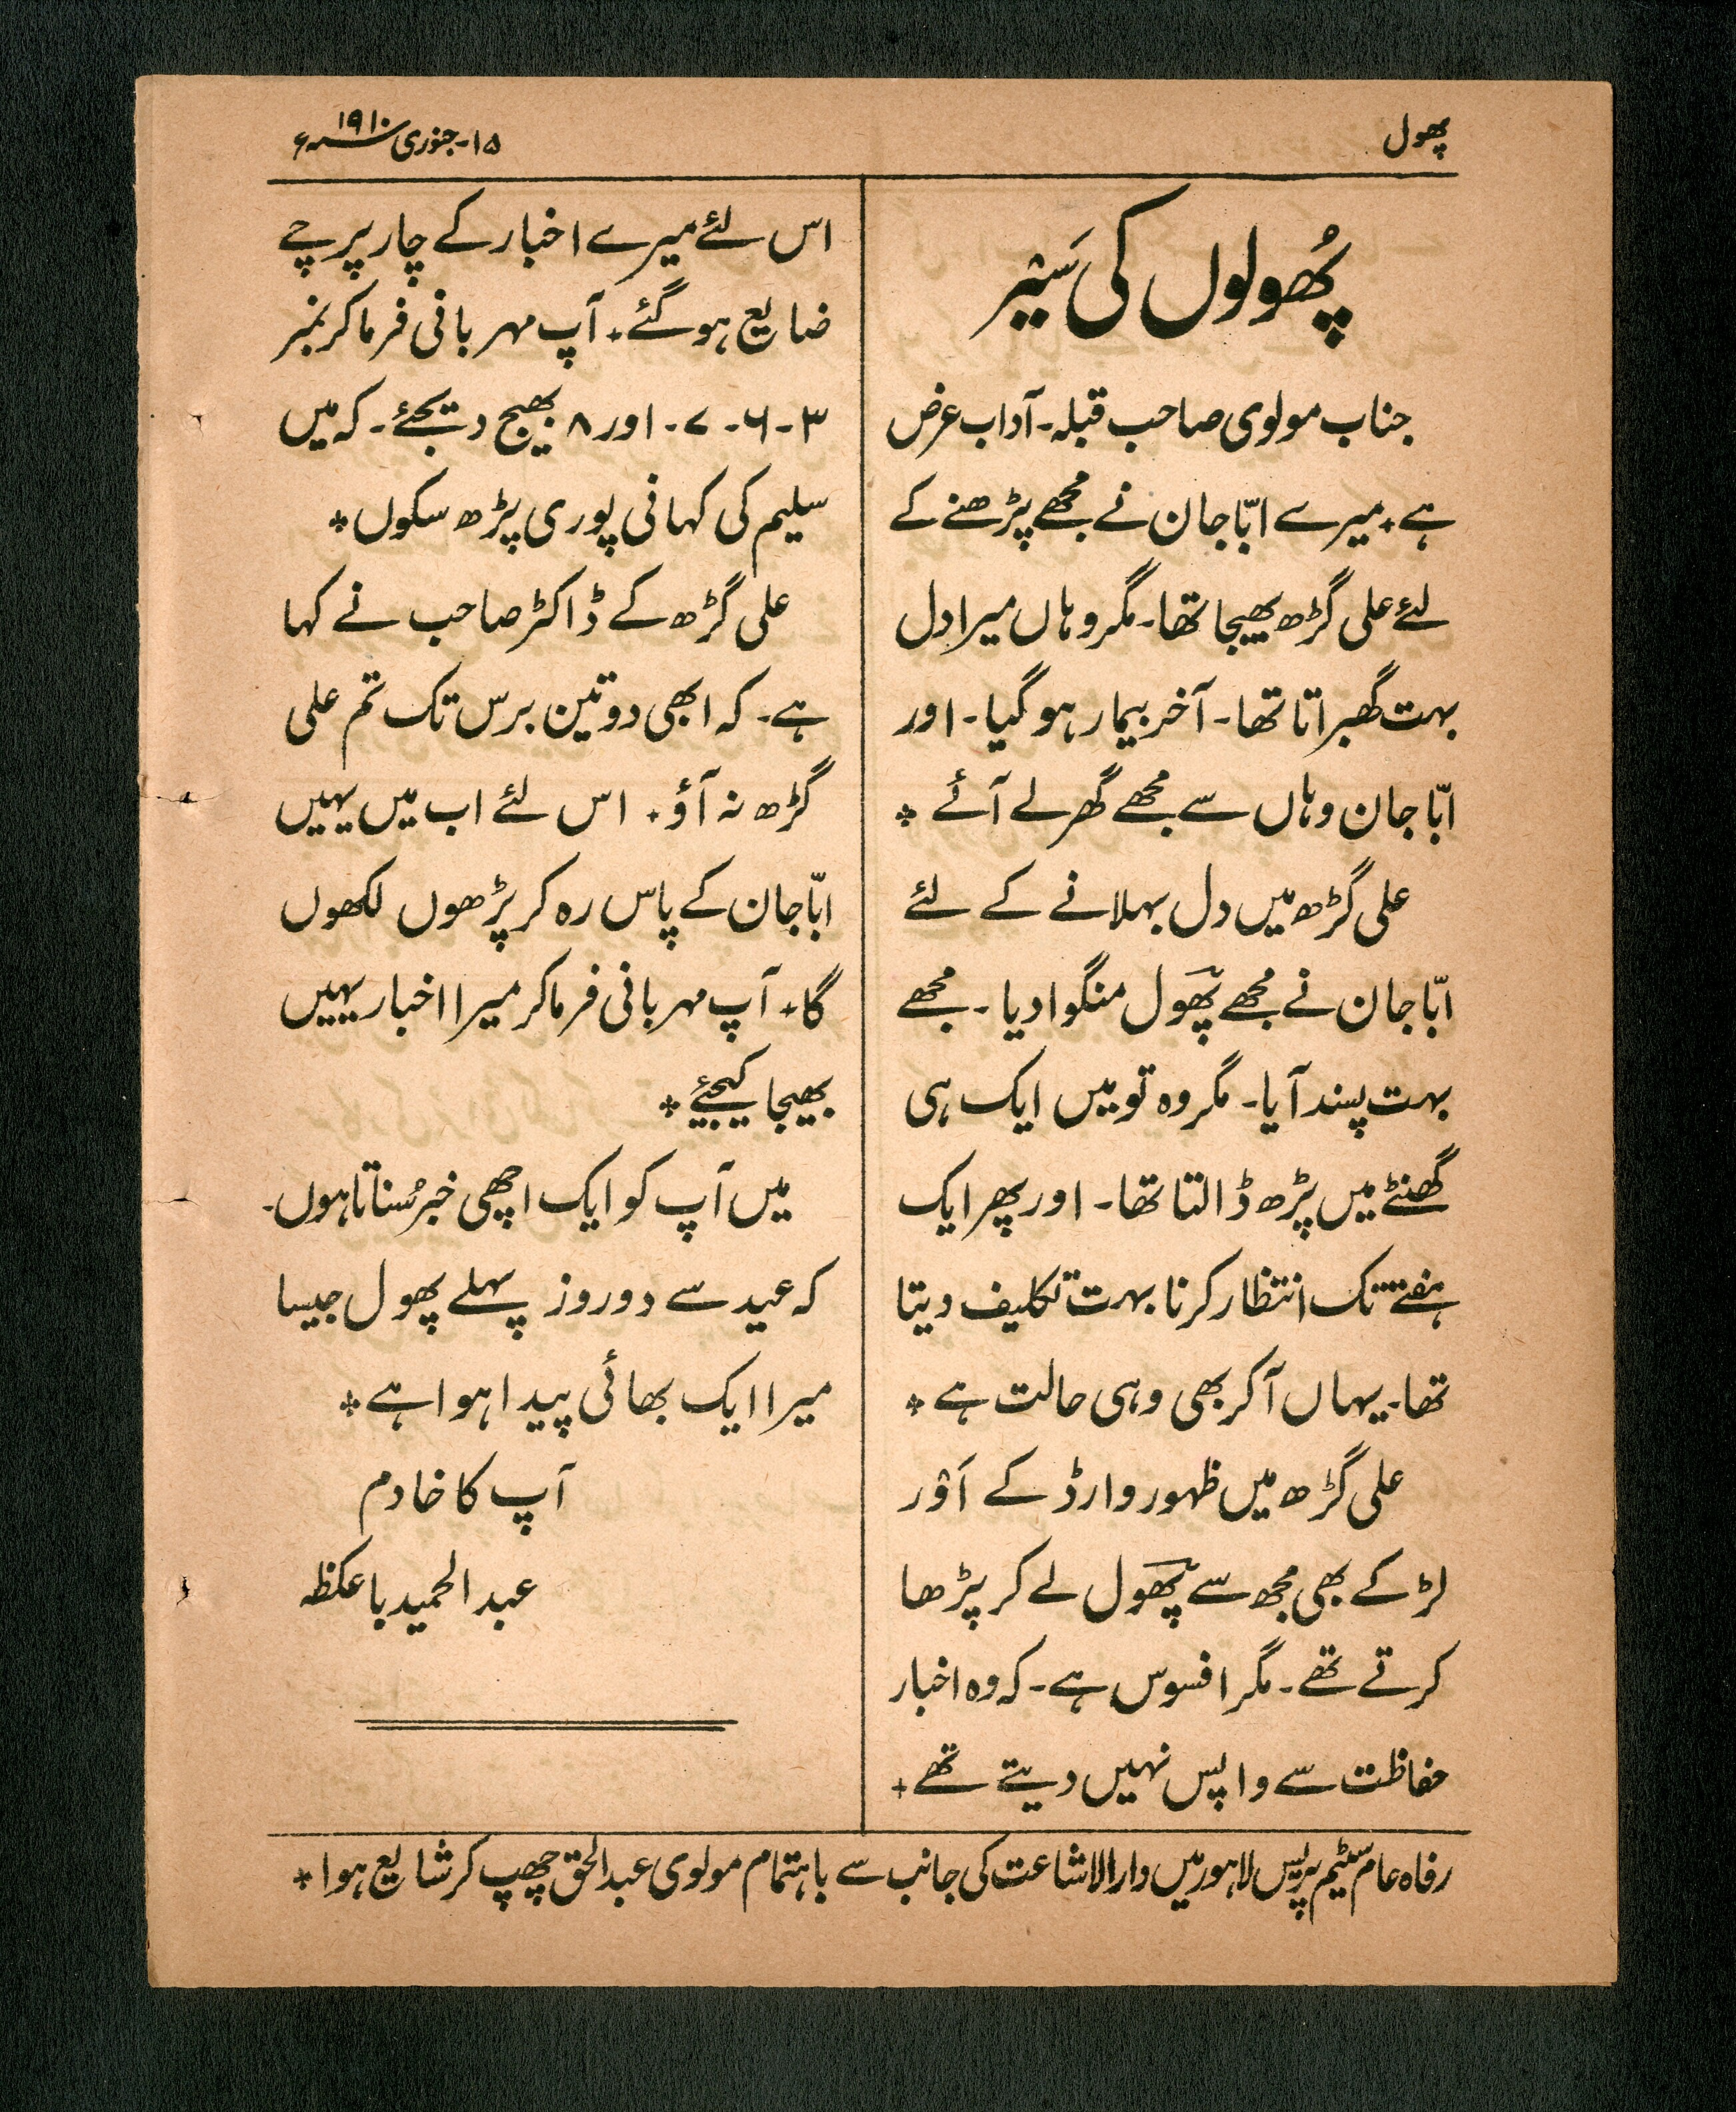 پھول
۱۵-جنوری ۱۹۱۰ء
پُھولوں کی سَیْر
جناب مولوی صاحب قبلہ۔ آداب عرض
ہے + میرے ابّا جان نے مجھے پڑھنے کے
لئے علی گڑھ بھیجا تھا۔ مگر وہاں میرا دل
بہت گھبراتا تھا۔ آخر بیمار ہو گیا۔ اور
ابّا جان وہاں سے مجھے گھر لے آئے *
علی گڑھ میں دل بہلانے کے لئے
ابّا جان نے مجھے پھول منگوا دیا۔ مجھے
بہت پسند آیا۔ مگر وہ تو میں ایک ہی
گھنٹے میں پڑھ ڈالتا تھا۔ اور پھر ایک
ہفتے تک انتظار کرنا بہت تکلیف دیتا
تھا۔ یہاں آکر بھی وہی حالت ہے *
علی گڑھ میں ظہور وارڈ کے اَوْر
لڑکے بھی مجھ سے پھول لے کر پڑھا
کرتے تھے۔ مگر افسوس ہے۔ کہ وہ اخبار
حفاظت سے واپس نہیں دیتے تھے +
اس لئے میرے اخبار کے چار پرچے
ضایع ہو گئے + آپ مہربانی فرما کر نمبر
۳-۶-۷- اور ۸ بھیج دیجئے۔ کہ میں
سلیم کی کہانی پوری پڑھ سکوں *
علی گڑھ کے ڈاکٹر صاحب نے کہا
ہے۔ کہ ابھی دو تین برس تک تم علی
گڑھ نہ آؤ + اس لئے اب میں یہیں
ابّا جان کے پاس رہ کر پڑھوں لکھوں
گا + آپ مہربانی فرما کر میرا اخبار یہیں
بھیجا کیجئے *
میں آپ کو ایک اچھی خبر سُناتا ہوں۔
کہ عید سے دو روز پہلے پھول جیسا
میرا ایک بھائی پیدا ہوا ہے *
آپ کا خادم
عبد الحمید باعکظہ
رفاہ عام سٹیم پریس لاہور میں دار الاشاعت کی جانب سے باہتمام مولوی عبد الحق چھپ کر شایع ہوا *